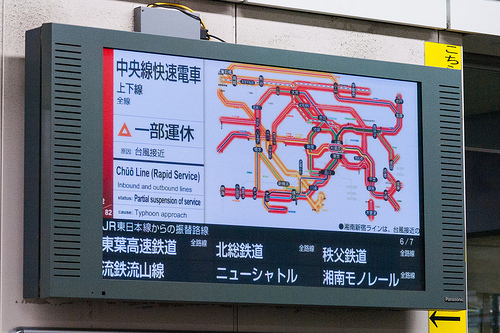 こち
中央線快速電車
上下線
全線
一部運休
原因 台風接近
Chūō Line (Rapid Service)
Inbound and outbound lines
status: Partial suspension of service
cause: Typhoon approach
82
●湘南新宿ラインは、台風接近の
JR東日本線からの振替路線
6/7
東葉高速鉄道 全路線
北総鉄道 全路線
秩父鉄道 全路線
流鉄流山線
ニューシャトル
湘南モノレール 全路線
Panasonic